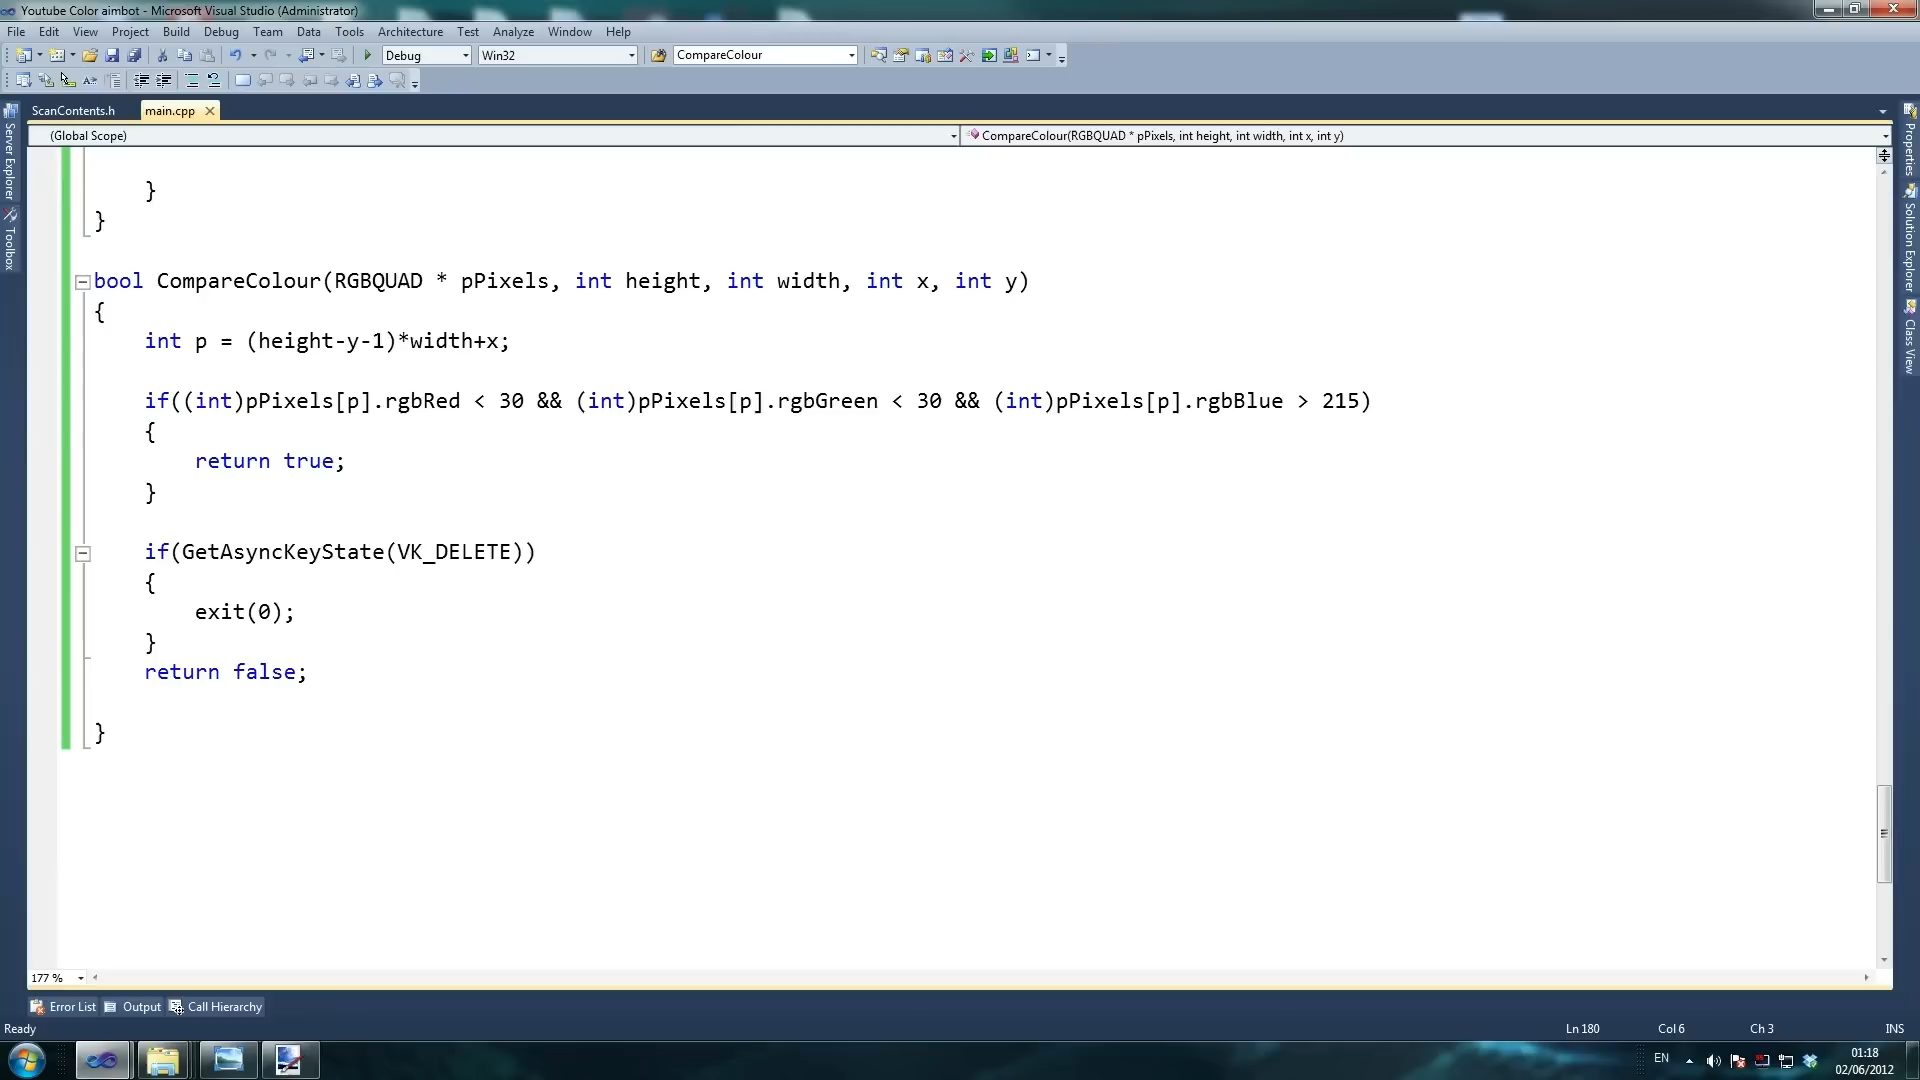 Youtube Color aimbot - Microsoft Visual Studio (Administrator)
File Edit View Project Build Debug Team Data Tools Architecture Test Analyze Window Help
Debug Win32 CompareColour
ScanContents.h main.cpp
(Global Scope) CompareColour(RGBQUAD * pPixels, int height, int width, int x, int y)
Server Explorer
Toolbox
Properties
Solution Explorer
Class View
}
}
bool CompareColour(RGBQUAD * pPixels, int height, int width, int x, int y)
{
int p = (height-y-1)*width+x;
if((int)pPixels[p].rgbRed < 30 && (int)pPixels[p].rgbGreen < 30 && (int)pPixels[p].rgbBlue > 215)
{
return true;
}
if(GetAsyncKeyState(VK_DELETE))
{
exit(0);
}
return false;
}
177 %
Error List Output Call Hierarchy
Ready Ln 180 Col 6 Ch 3 INS
EN 01:18
02/06/2012